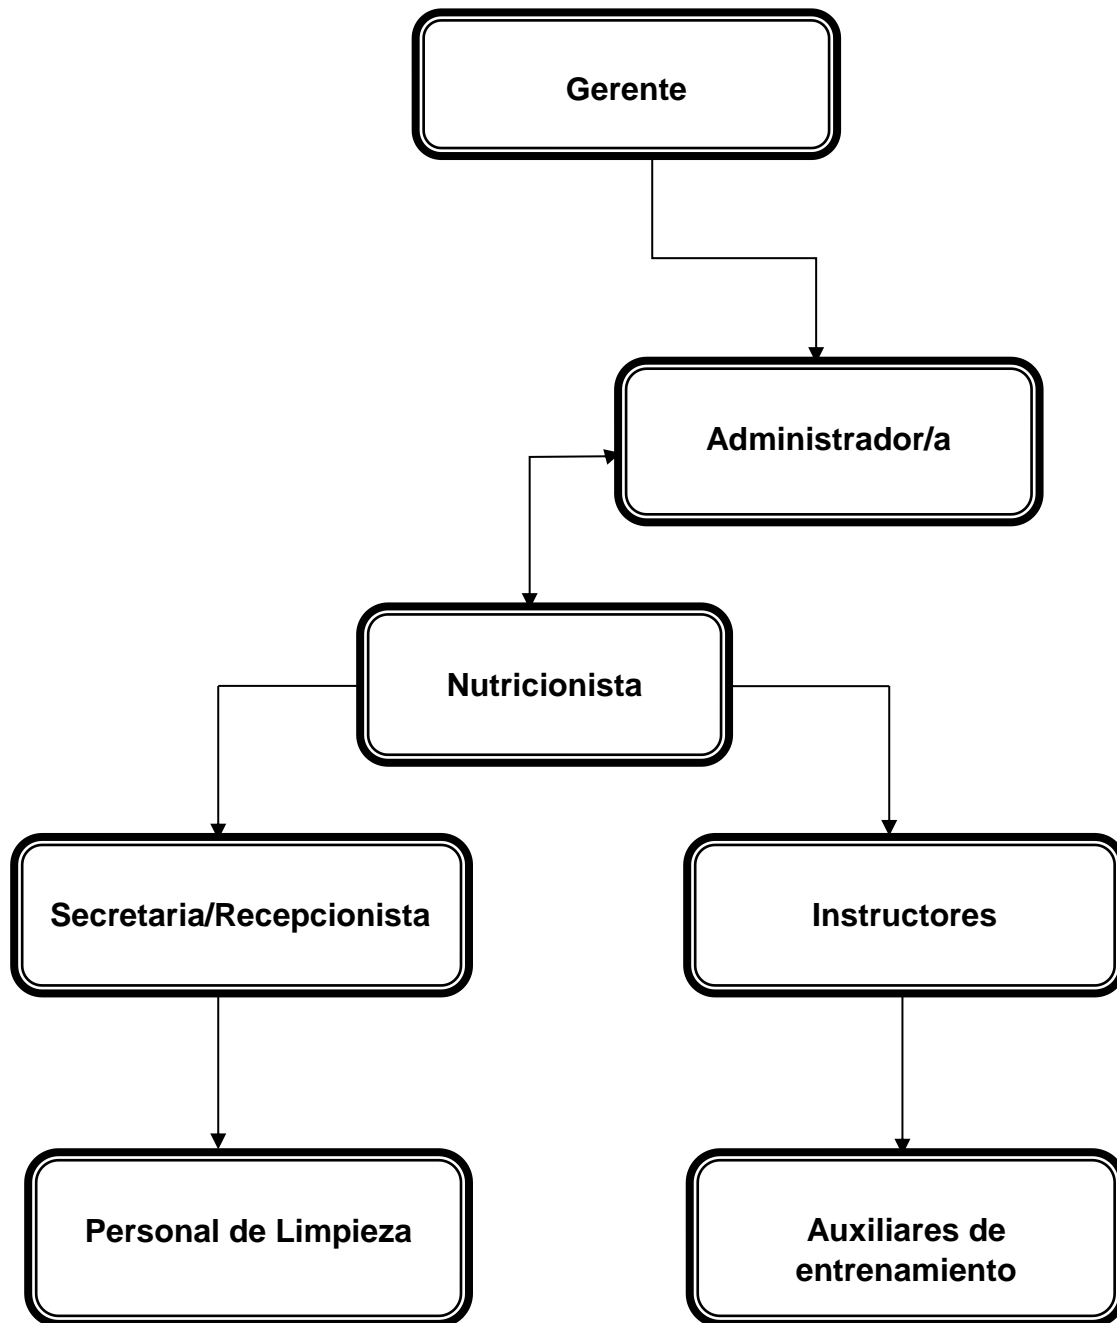 Gerente
Administrador/a
Nutricionista
Secretaria/Recepcionista
Instructores
Personal de Limpieza
Auxiliares de
entrenamiento